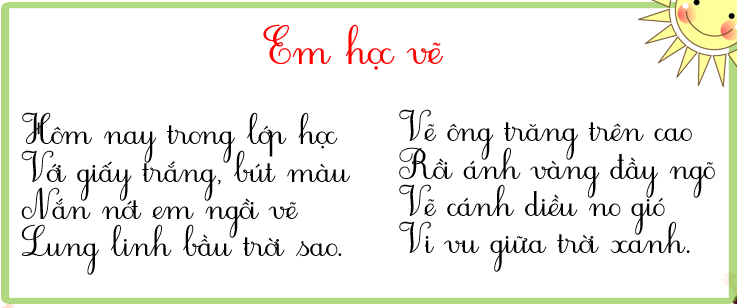 Em học vẽ
Hôm nay trong lớp học
Với giấy trắng, bút màu
Nắn nót em ngồi vẽ
Lung linh bầu trời sao.
Vẽ ông trăng trên cao
Rồi ánh vàng đầy ngõ
Vẽ cánh diều no gió
Vi vu giữa trời xanh.